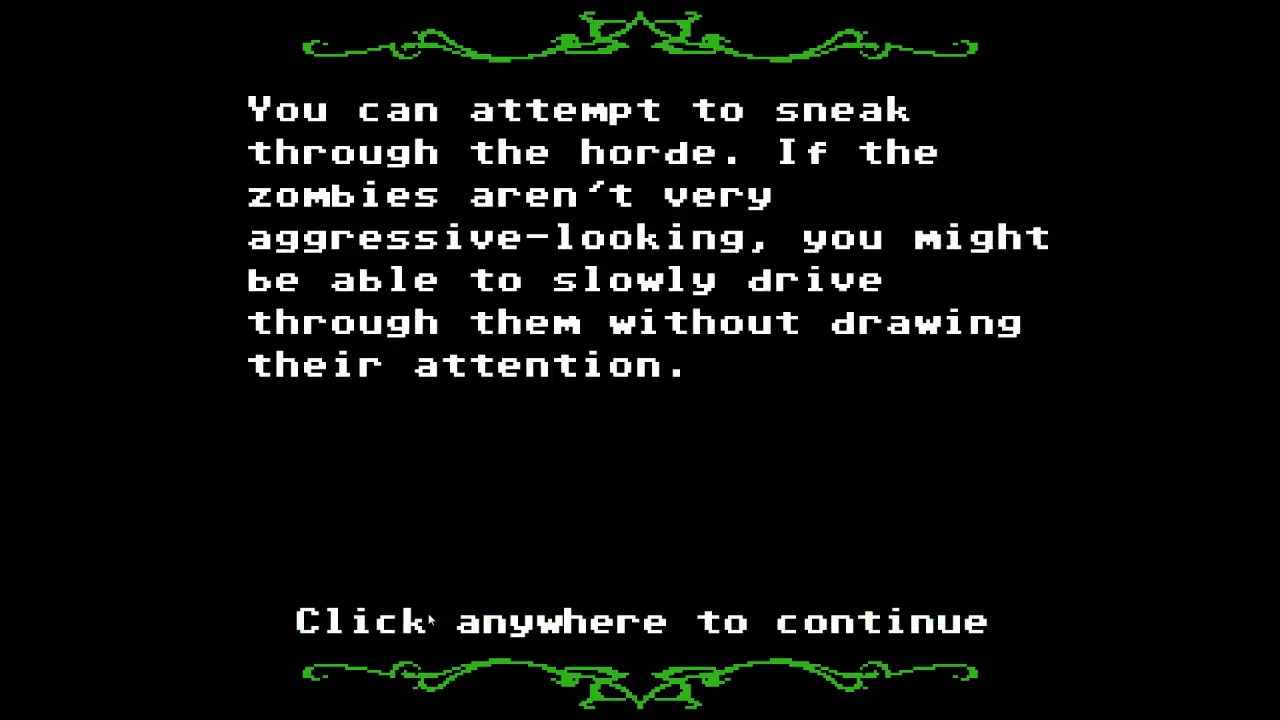 You can attempt to sneak
through the horde. If the
zombies aren't very
aggressive-looking, you might
be able to slowly drive
through them without drawing
their attention.
Click anywhere to continue